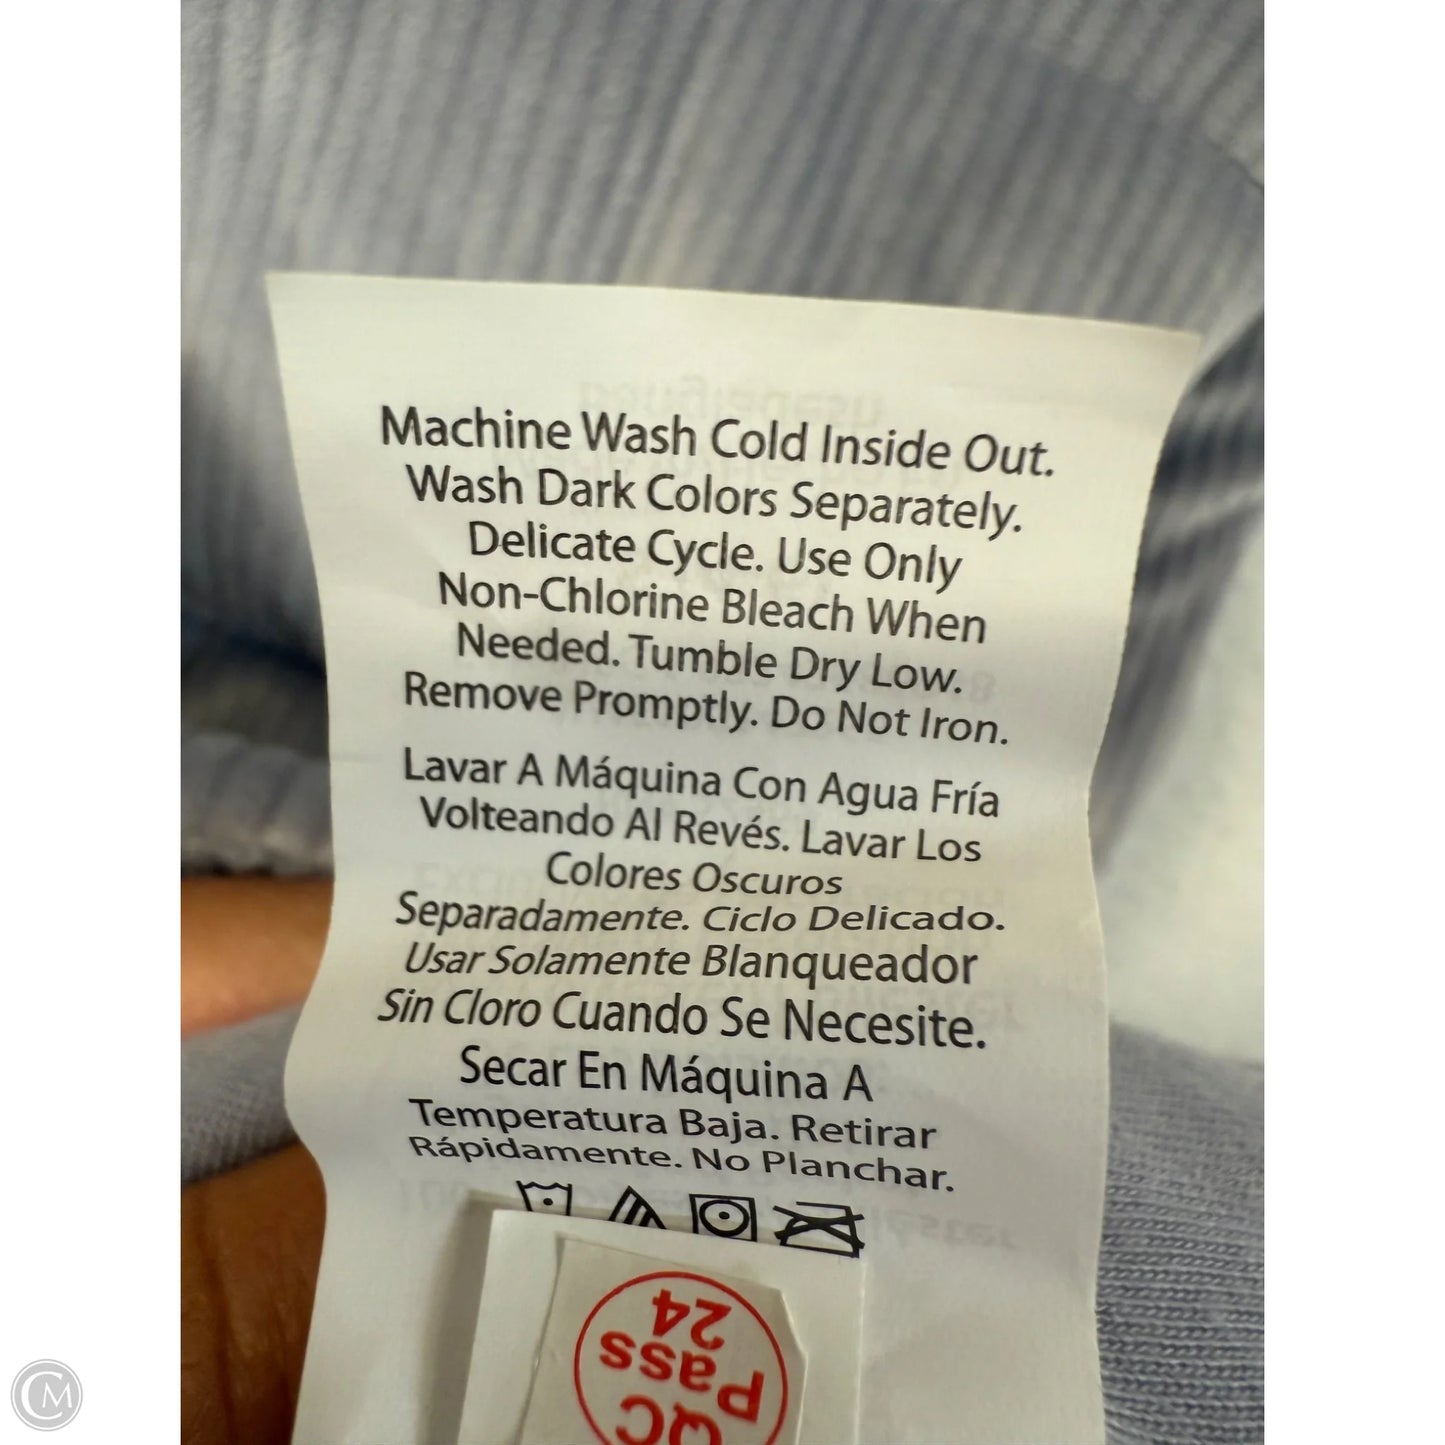 Machine Wash Cold Inside Out.
Wash Dark Colors Separately.
Delicate Cycle. Use Only
Non-Chlorine Bleach When
Needed. Tumble Dry Low.
Remove Promptly. Do Not Iron.
Lavar A Máquina Con Agua Fría
Volteando Al Revés. Lavar Los
Colores Oscuros
Separadamente. Ciclo Delicado.
Usar Solamente Blanqueador
Sin Cloro Cuando Se Necesite.
Secar En Máquina A
Temperatura Baja. Retirar
Rápidamente. No Planchar.
QC
Pass
24
CM